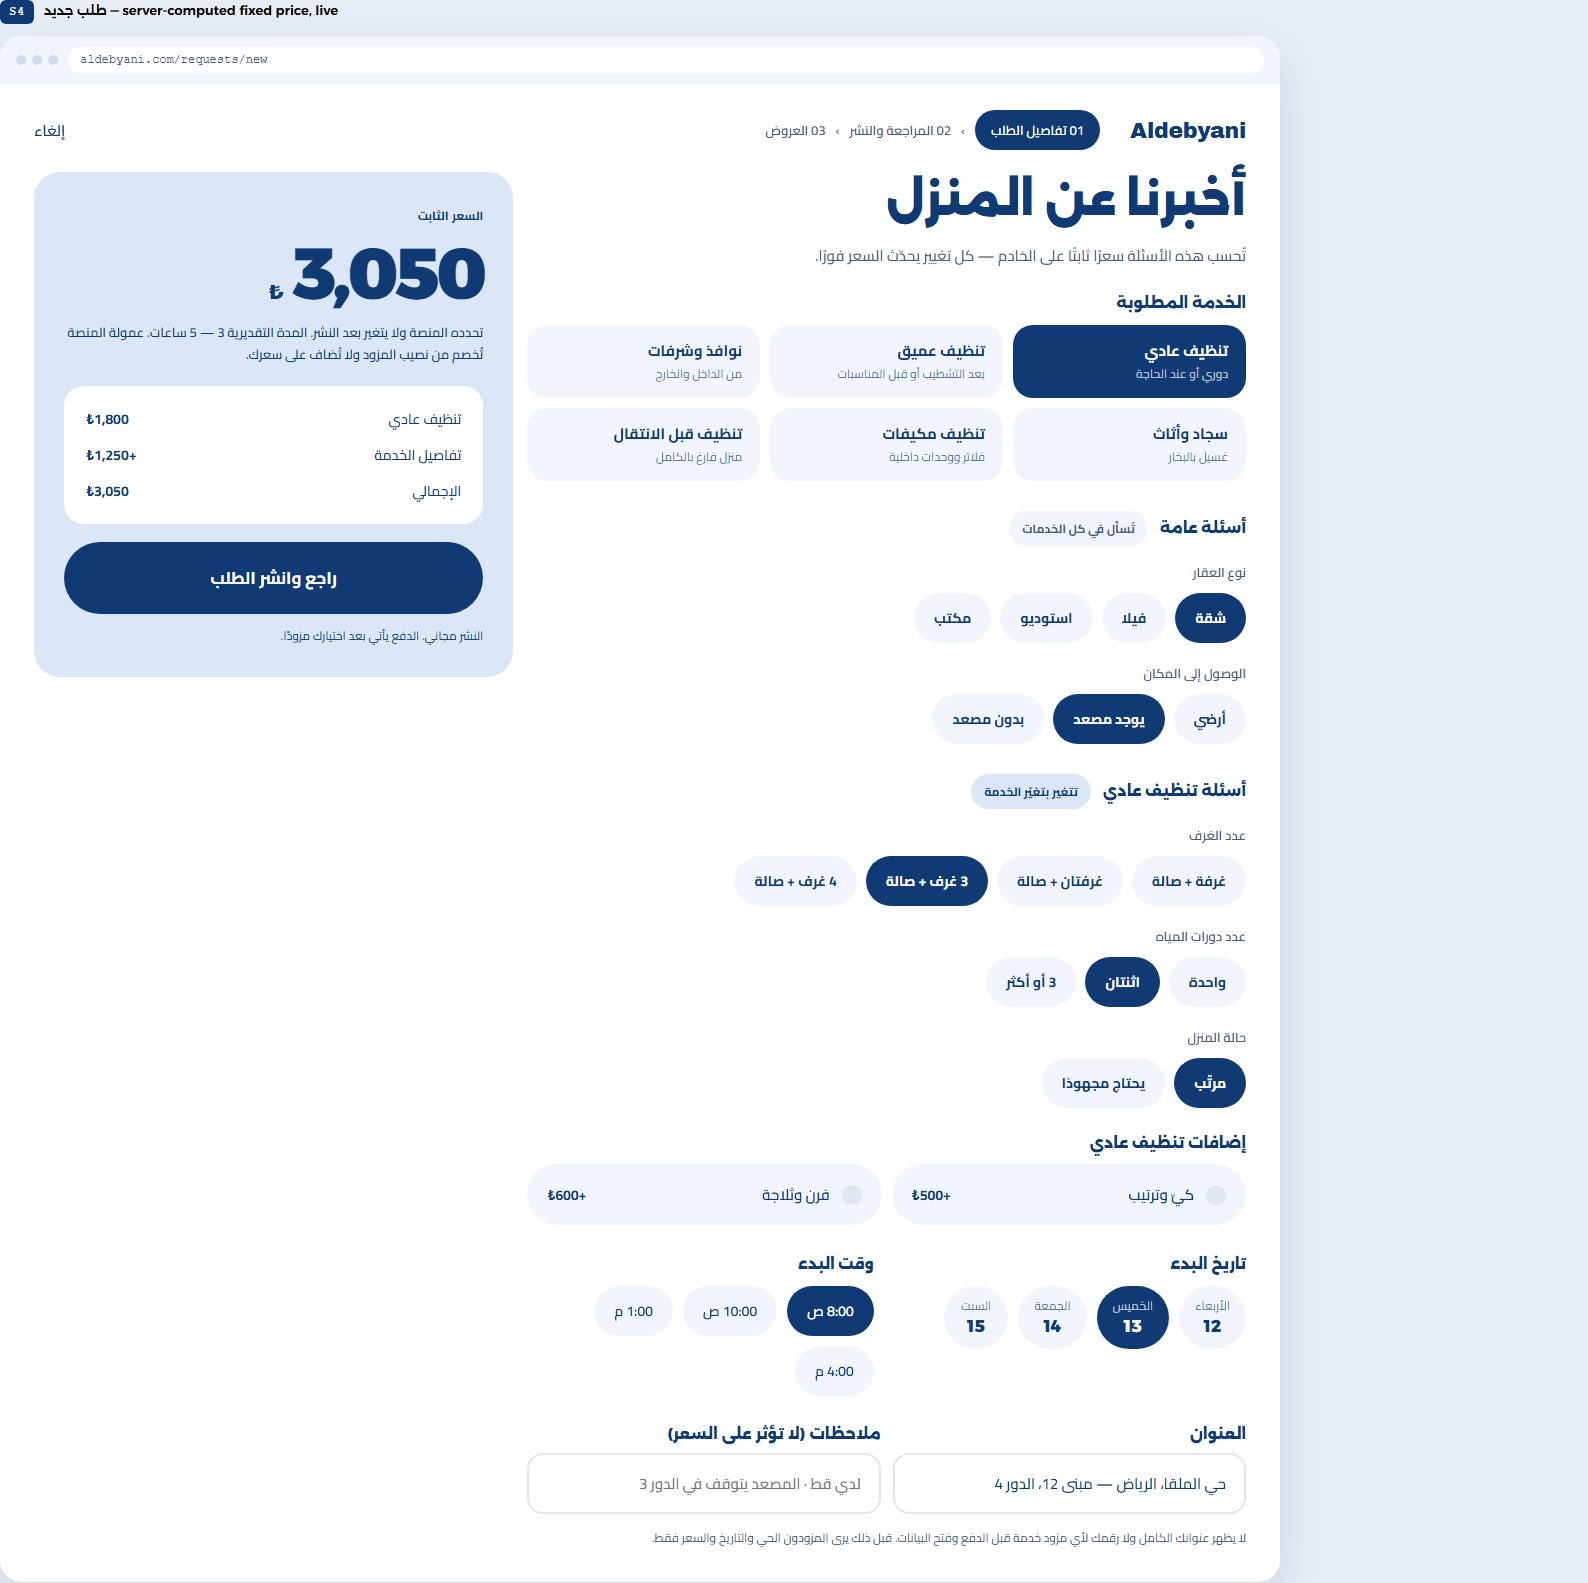 S4 طلب جديد — server-computed fixed price, live
aldebyani.com/requests/new
Aldebyani
01 تفاصيل الطلب › 02 المراجعة والنشر › 03 العروض
إلغاء
أخبرنا عن المنزل
تُحسب هذه الأسئلة سعرًا ثابتًا على الخادم — كل تغيير يحدّث السعر فورًا.
الخدمة المطلوبة
تنظيف عادي
دوري أو عند الحاجة
تنظيف عميق
بعد التشطيب أو قبل المناسبات
نوافذ وشرفات
من الداخل والخارج
سجاد وأثاث
غسيل بالبخار
تنظيف مكيفات
فلاتر ووحدات داخلية
تنظيف قبل الانتقال
منزل فارغ بالكامل
أسئلة عامة
تُسأل في كل الخدمات
نوع العقار
شقة
فيلا
استوديو
مكتب
الوصول إلى المكان
أرضي
يوجد مصعد
بدون مصعد
أسئلة تنظيف عادي
تتغير بتغيّر الخدمة
عدد الغرف
غرفة + صالة
غرفتان + صالة
3 غرف + صالة
4 غرف + صالة
عدد دورات المياه
واحدة
اثنتان
3 أو أكثر
حالة المنزل
مرتّب
يحتاج مجهودًا
إضافات تنظيف عادي
كيّ وترتيب
+500₺
فرن وثلاجة
+600₺
تاريخ البدء
الأربعاء
12
الخميس
13
الجمعة
14
السبت
15
وقت البدء
8:00 ص
10:00 ص
1:00 م
4:00 م
العنوان
حي الملقا، الرياض — مبنى 12، الدور 4
ملاحظات (لا تؤثر على السعر)
لدي قط · المصعد يتوقف في الدور 3
لا يظهر عنوانك الكامل ولا رقمك لأي مزود خدمة قبل الدفع وفتح البيانات. قبل ذلك يرى المزودون الحي والتاريخ والسعر فقط.
السعر الثابت
3,050 ₺
تحدده المنصة ولا يتغير بعد النشر. المدة التقديرية 3 — 5 ساعات. عمولة المنصة
تُخصم من نصيب المزود ولا تُضاف على سعرك.
تنظيف عادي
₺1,800
تفاصيل الخدمة
+₺1,250
الإجمالي
₺3,050
راجع وانشر الطلب
النشر مجاني. الدفع يأتي بعد اختيارك مزودًا.